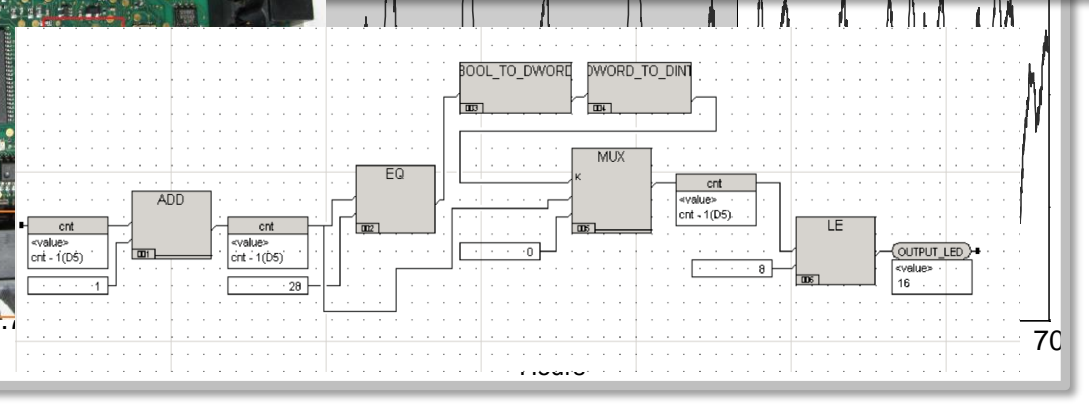 BOOL_TO_DWORD
DWORD_TO_DINT
003
004
MUX
K
005
EQ
002
ADD
001
cnt
<value>
cnt - 1(D5)
1
cnt
<value>
cnt - 1(D5)
28
0
cnt
<value>
cnt - 1(D5)
8
LE
006
OUTPUT_LED
<value>
16
70